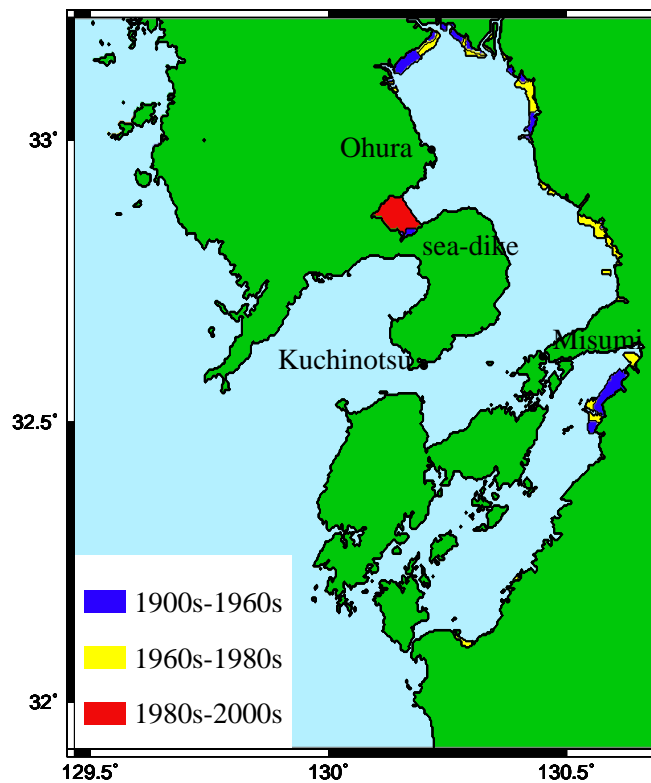 33°
Ohura
sea-dike
Misumi
Kuchinotsu
32.5°
1900s-1960s
1960s-1980s
1980s-2000s
32°
129.5°
130°
130.5°